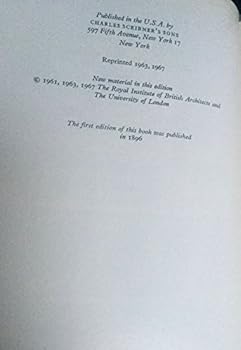 Published in the U.S.A. by
CHARLES SCRIBNER'S SONS
597 Fifth Avenue, New York 17
New York
Reprinted 1963, 1967
New material in this edition
© 1961, 1963, 1967 The Royal Institute of British Architects and
The University of London
The first edition of this book was published
in 1896